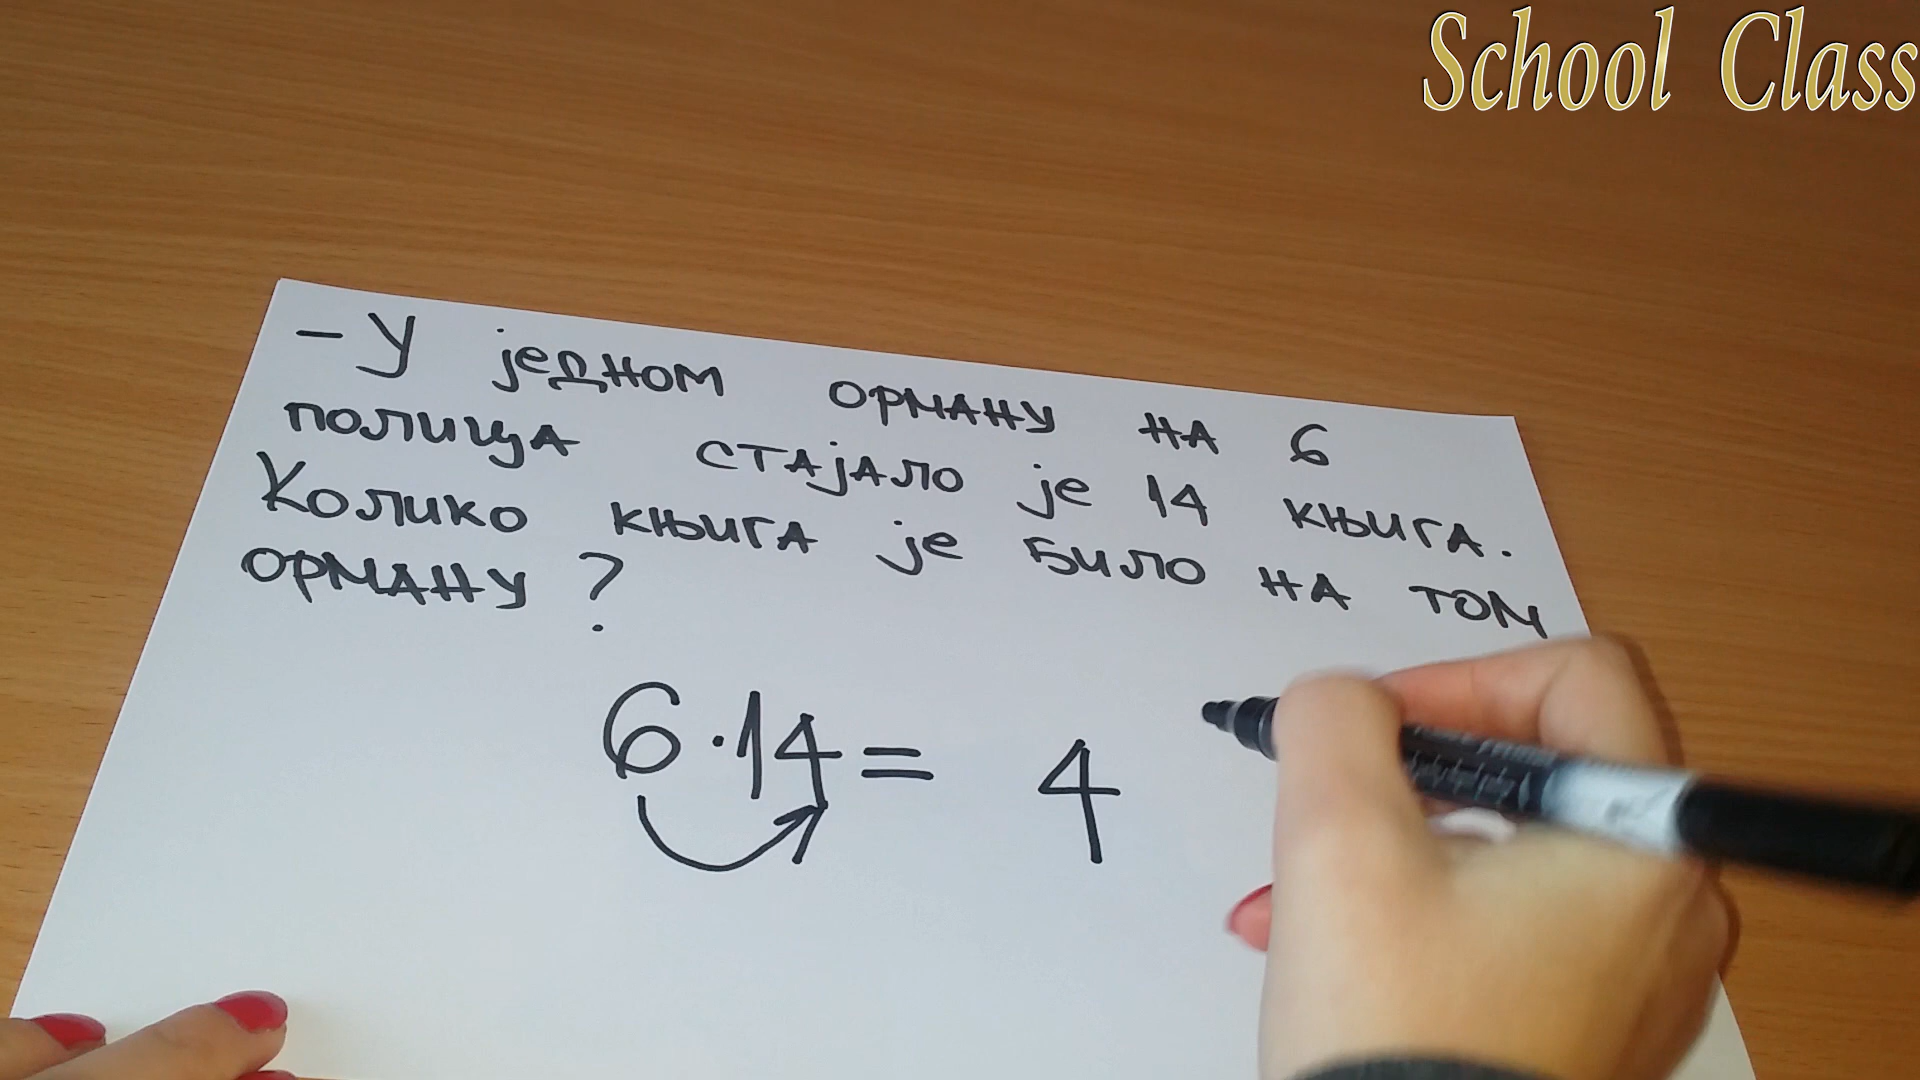 School Class
- У једном орману на 6
полица стајало је 14 књига.
Колико књига је било на том
орману?
6·14= 4